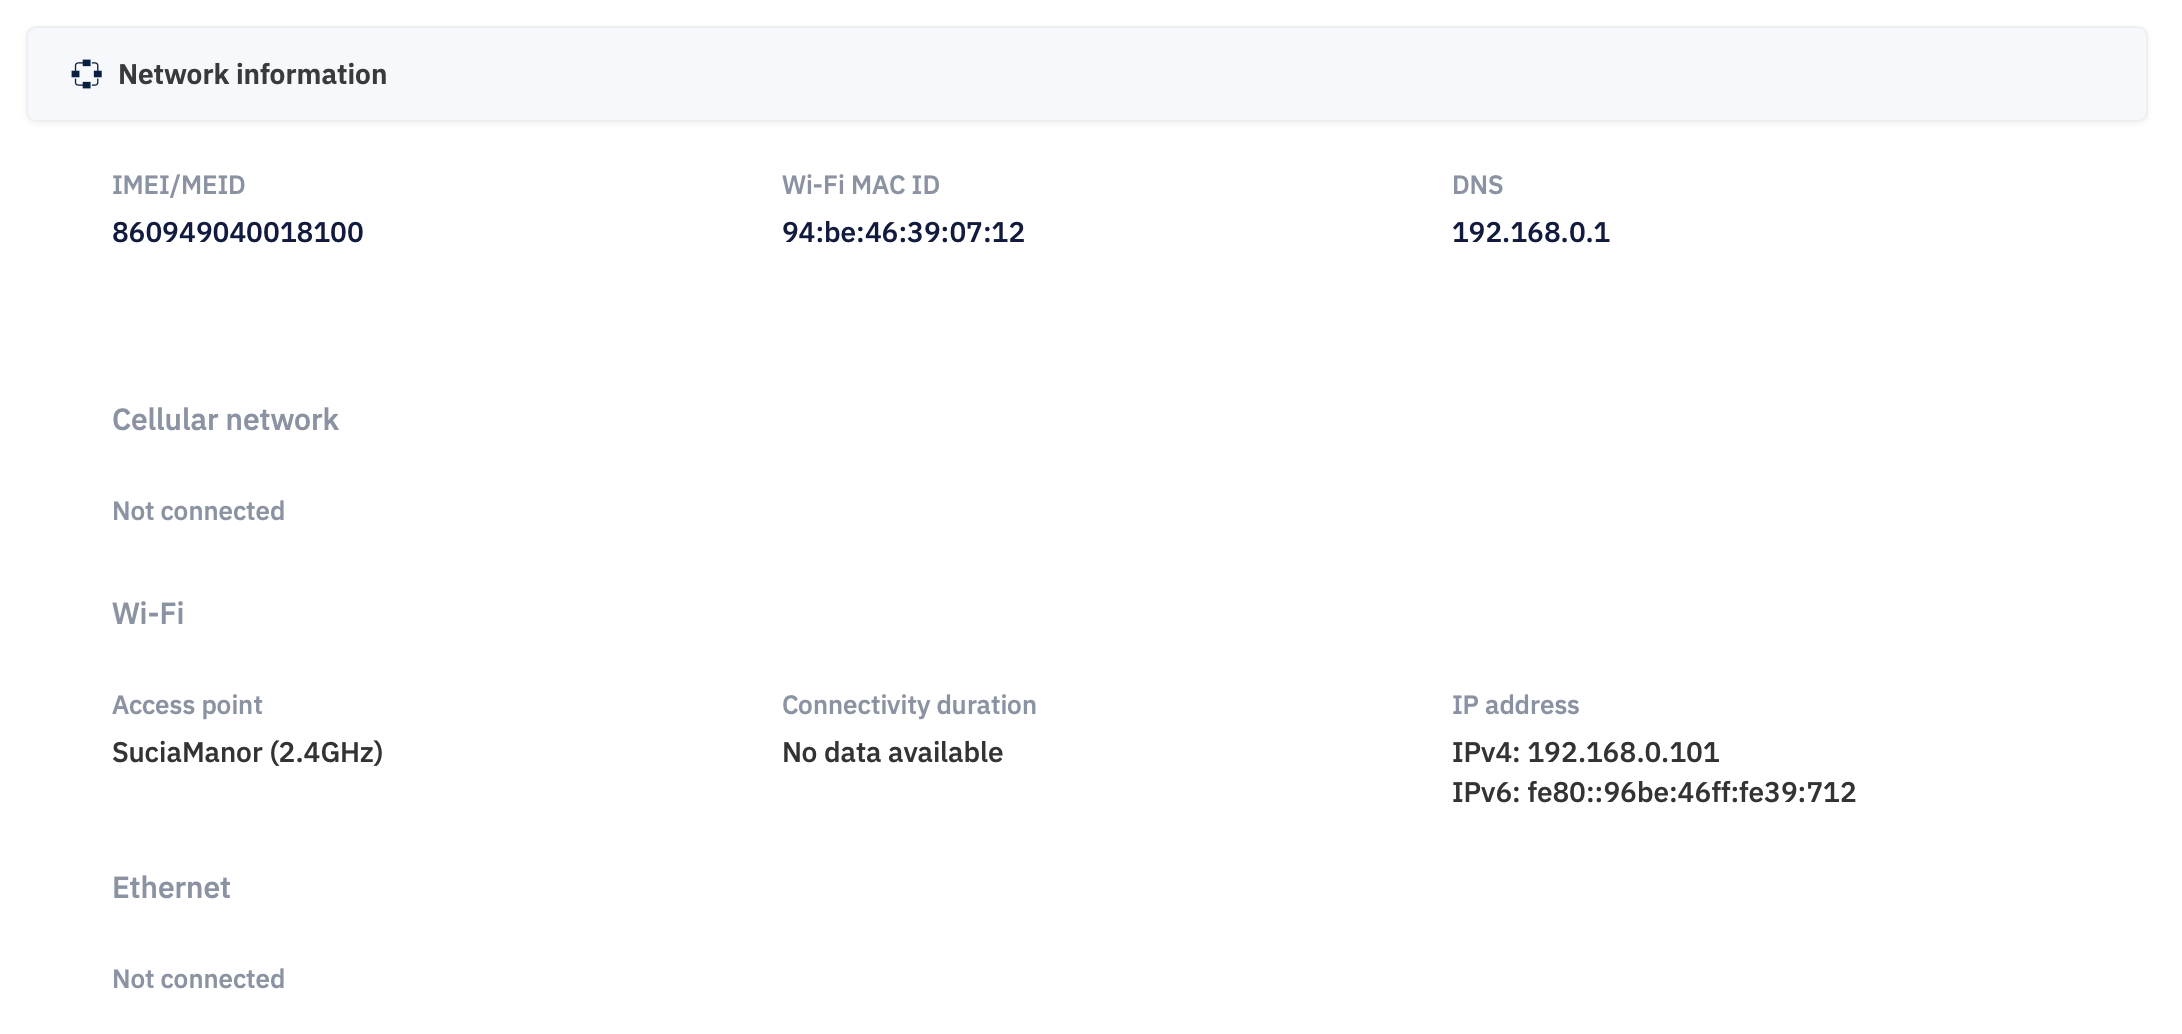 Network information
IMEI/MEID
860949040018100
Wi-Fi MAC ID
94:be:46:39:07:12
DNS
192.168.0.1
Cellular network
Not connected
Wi-Fi
Access point
SuciaManor (2.4GHz)
Connectivity duration
No data available
IP address
IPv4: 192.168.0.101
IPv6: fe80::96be:46ff:fe39:712
Ethernet
Not connected